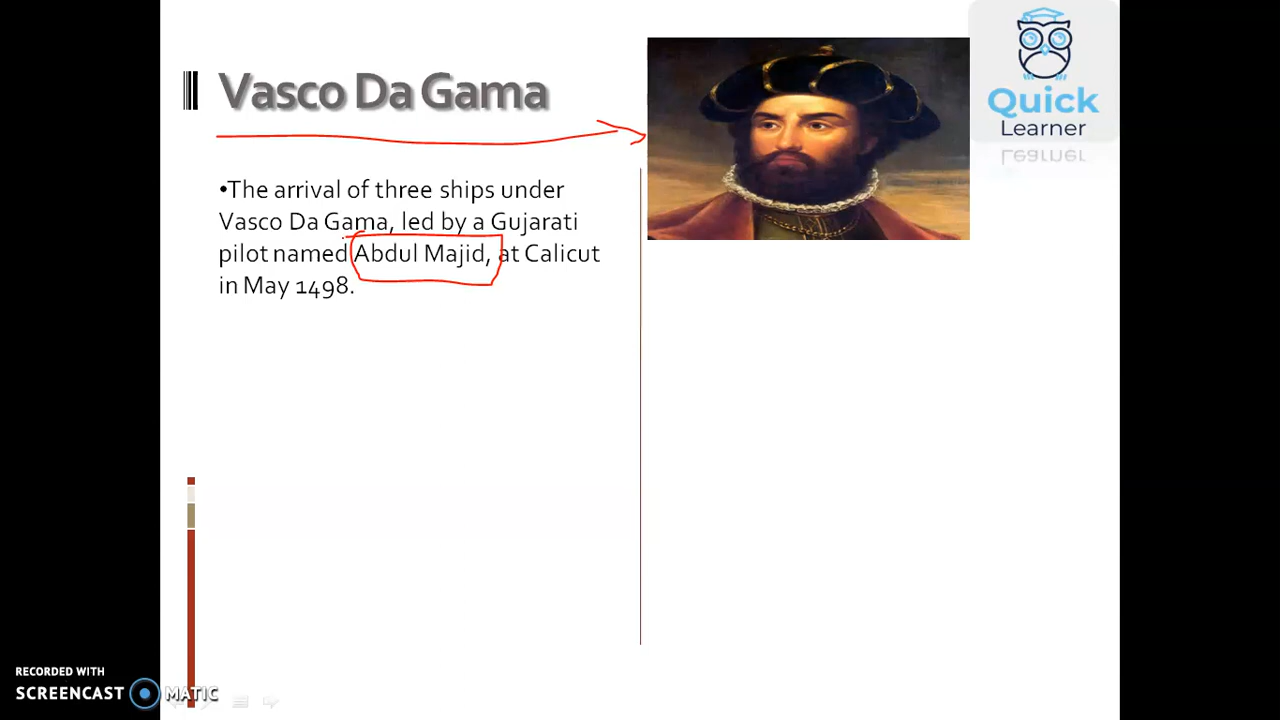 Vasco Da Gama
•The arrival of three ships under
Vasco Da Gama, led by a Gujarati
pilot named Abdul Majid, at Calicut
in May 1498.
Quick
Learner
Learner
RECORDED WITH
SCREENCAST MATIC